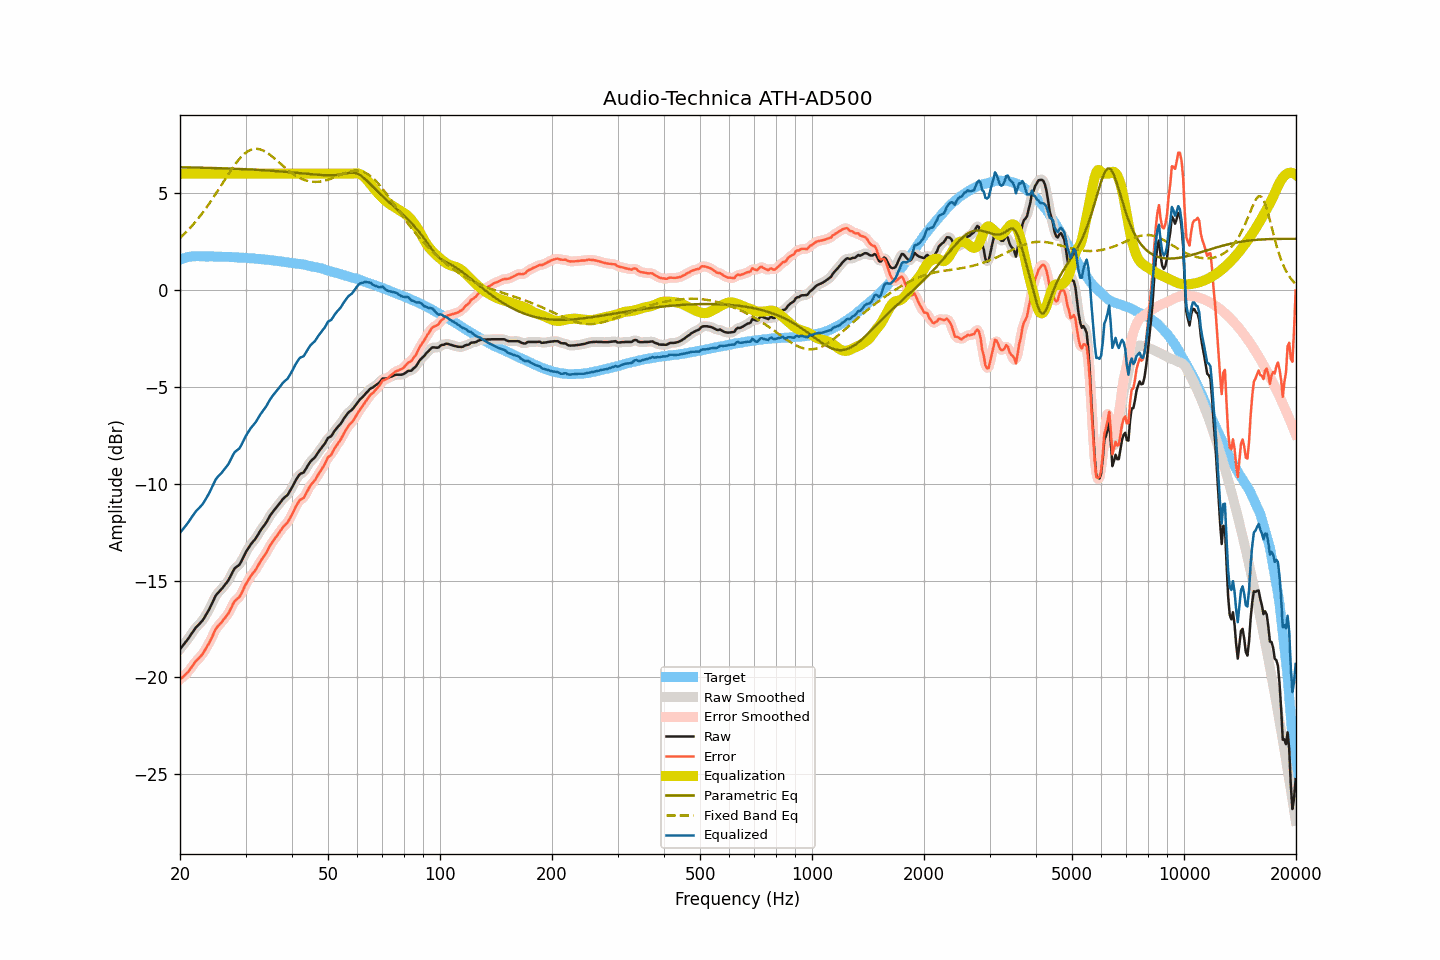 Audio-Technica ATH-AD500
Amplitude (dBr)
5
0
−5
−10
−15
−20
−25
Target
Raw Smoothed
Error Smoothed
Raw
Error
Equalization
Parametric Eq
Fixed Band Eq
Equalized
20 50 100 200 500 1000 2000 5000 10000 20000
Frequency (Hz)